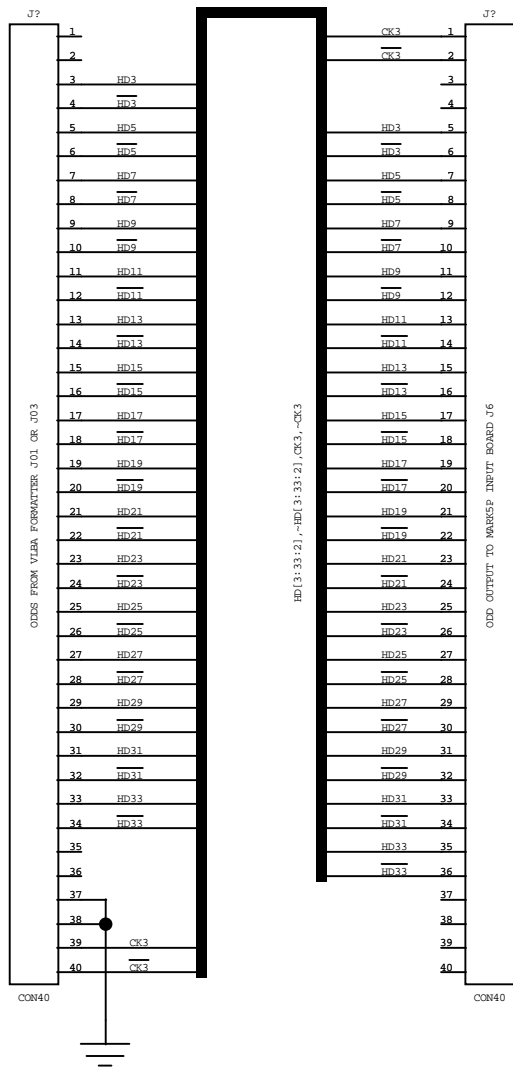 J?
1
2
3 HD3
4 HD3
5 HD5
6 HD5
7 HD7
8 HD7
9 HD9
10 HD9
11 HD11
12 HD11
13 HD13
14 HD13
15 HD15
16 HD15
17 HD17
18 HD17
19 HD19
20 HD19
21 HD21
22 HD21
23 HD23
24 HD23
25 HD25
26 HD25
27 HD27
28 HD27
29 HD29
30 HD29
31 HD31
32 HD31
33 HD33
34 HD33
35
36
37
38
39 CK3
40 CK3
CON40
ODDS FROM VLBA FORMATTER J01 OR J03
HD[3:33:2],~HD[3:33:2],CK3,~CK3
J?
CK3 1
CK3 2
3
4
HD3 5
HD3 6
HD5 7
HD5 8
HD7 9
HD7 10
HD9 11
HD9 12
HD11 13
HD11 14
HD13 15
HD13 16
HD15 17
HD15 18
HD17 19
HD17 20
HD19 21
HD19 22
HD21 23
HD21 24
HD23 25
HD23 26
HD25 27
HD25 28
HD27 29
HD27 30
HD29 31
HD29 32
HD31 33
HD31 34
HD33 35
HD33 36
37
38
39
40
CON40
ODD OUTPUT TO MARK5P INPUT BOARD J6